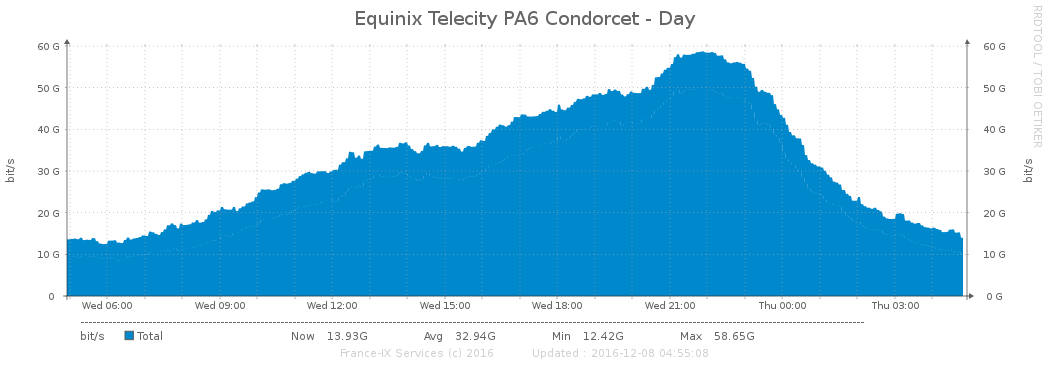 Equinix Telecity PA6 Condorcet - Day
RRDTOOL / TOBI OETIKER
60 G 60 G
50 G 50 G
40 G 40 G
30 G 30 G
20 G 20 G
10 G 10 G
0 0 G
bit/s
bit/s
Wed 06:00 Wed 09:00 Wed 12:00 Wed 15:00 Wed 18:00 Wed 21:00 Thu 00:00 Thu 03:00
bit/s Total Now 13.93G Avg 32.94G Min 12.42G Max 58.65G
France-IX Services (c) 2016 Updated : 2016-12-08 04:55:08